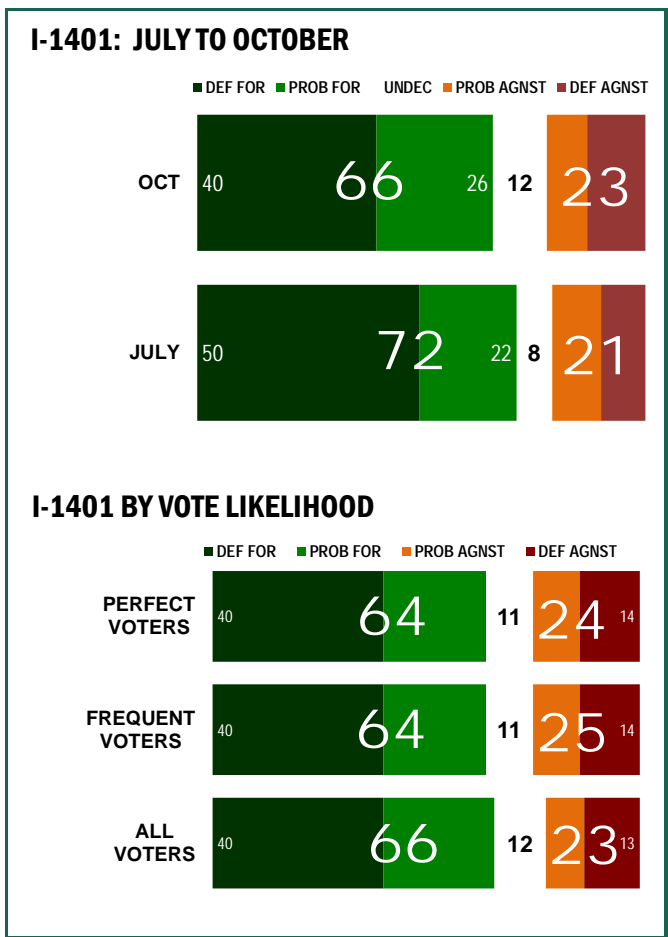 I-1401: JULY TO OCTOBER
DEF FOR PROB FOR UNDEC PROB AGNST DEF AGNST
OCT 40 66 26 12 23
JULY 50 72 22 8 21
I-1401 BY VOTE LIKELIHOOD
DEF FOR PROB FOR PROB AGNST DEF AGNST
PERFECT
VOTERS 40 64 11 24 14
FREQUENT
VOTERS 40 64 11 25 14
ALL
VOTERS 40 66 12 23 13